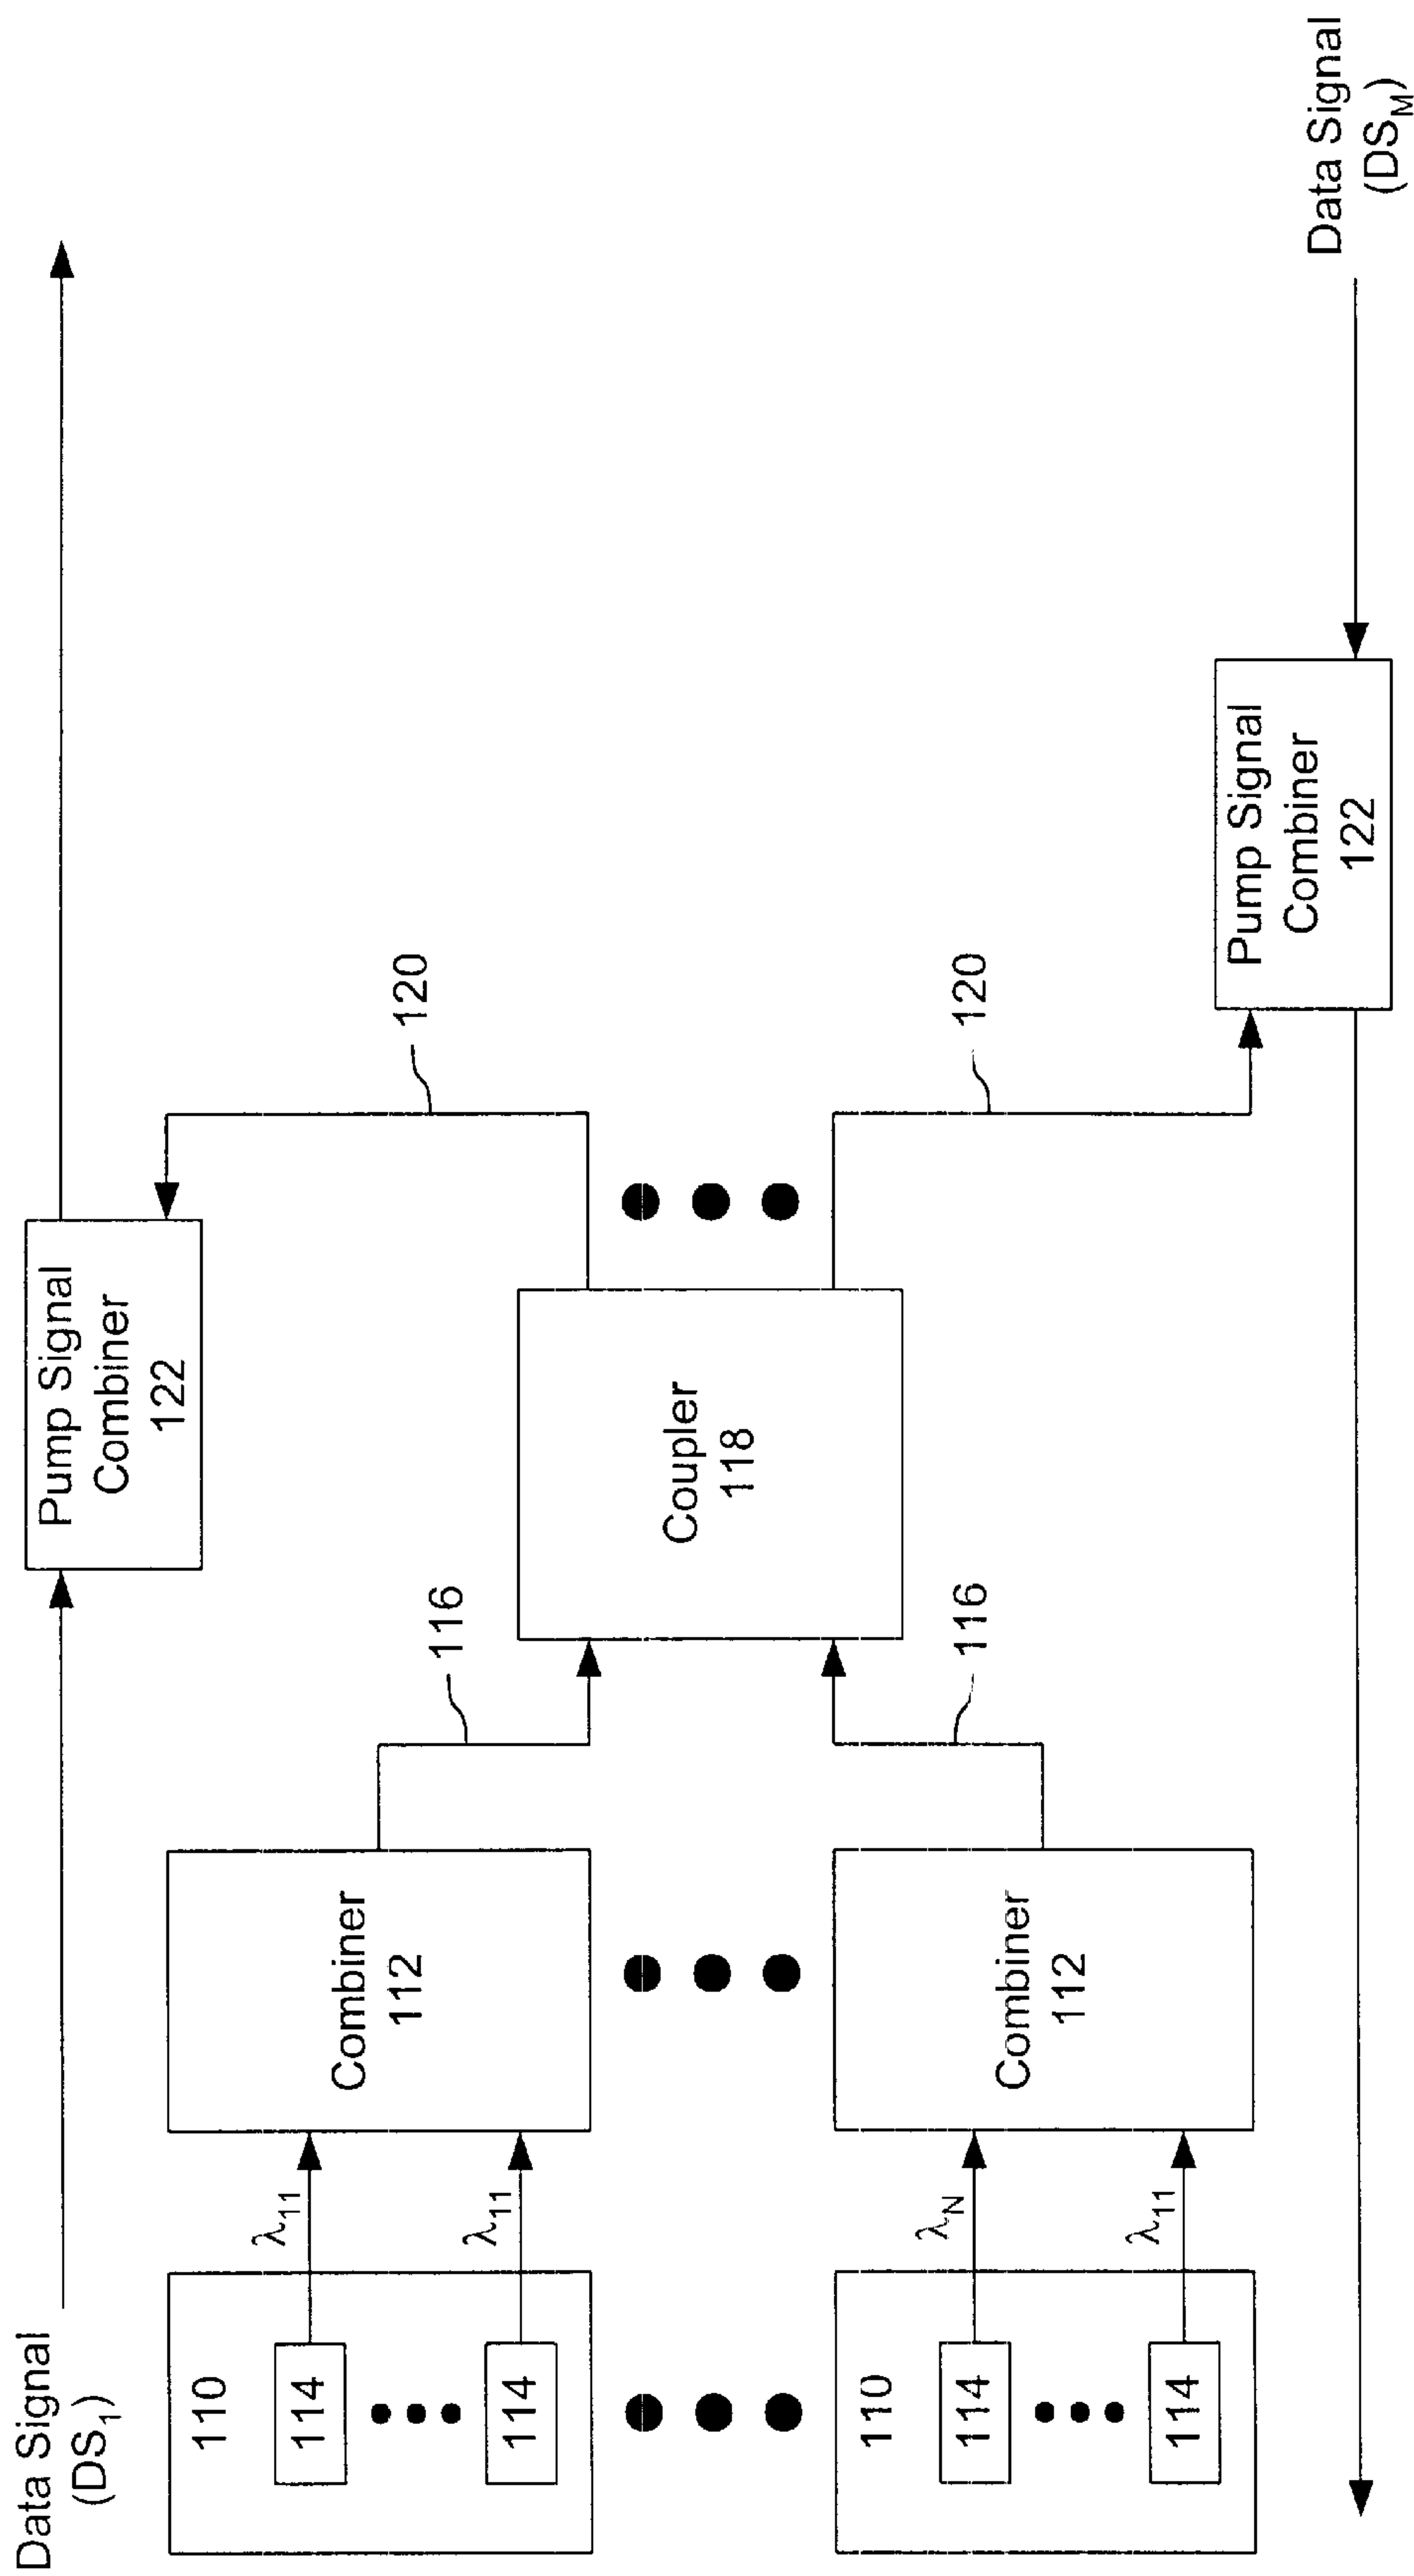 Data Signal
(DS₁)
110
114
114
λ₁₁
λ₁₁
Combiner
112
116
Pump Signal
Combiner
122
120
Coupler
118
110
114
114
λN
λ₁₁
Combiner
112
116
120
Pump Signal
Combiner
122
Data Signal
(DSM)